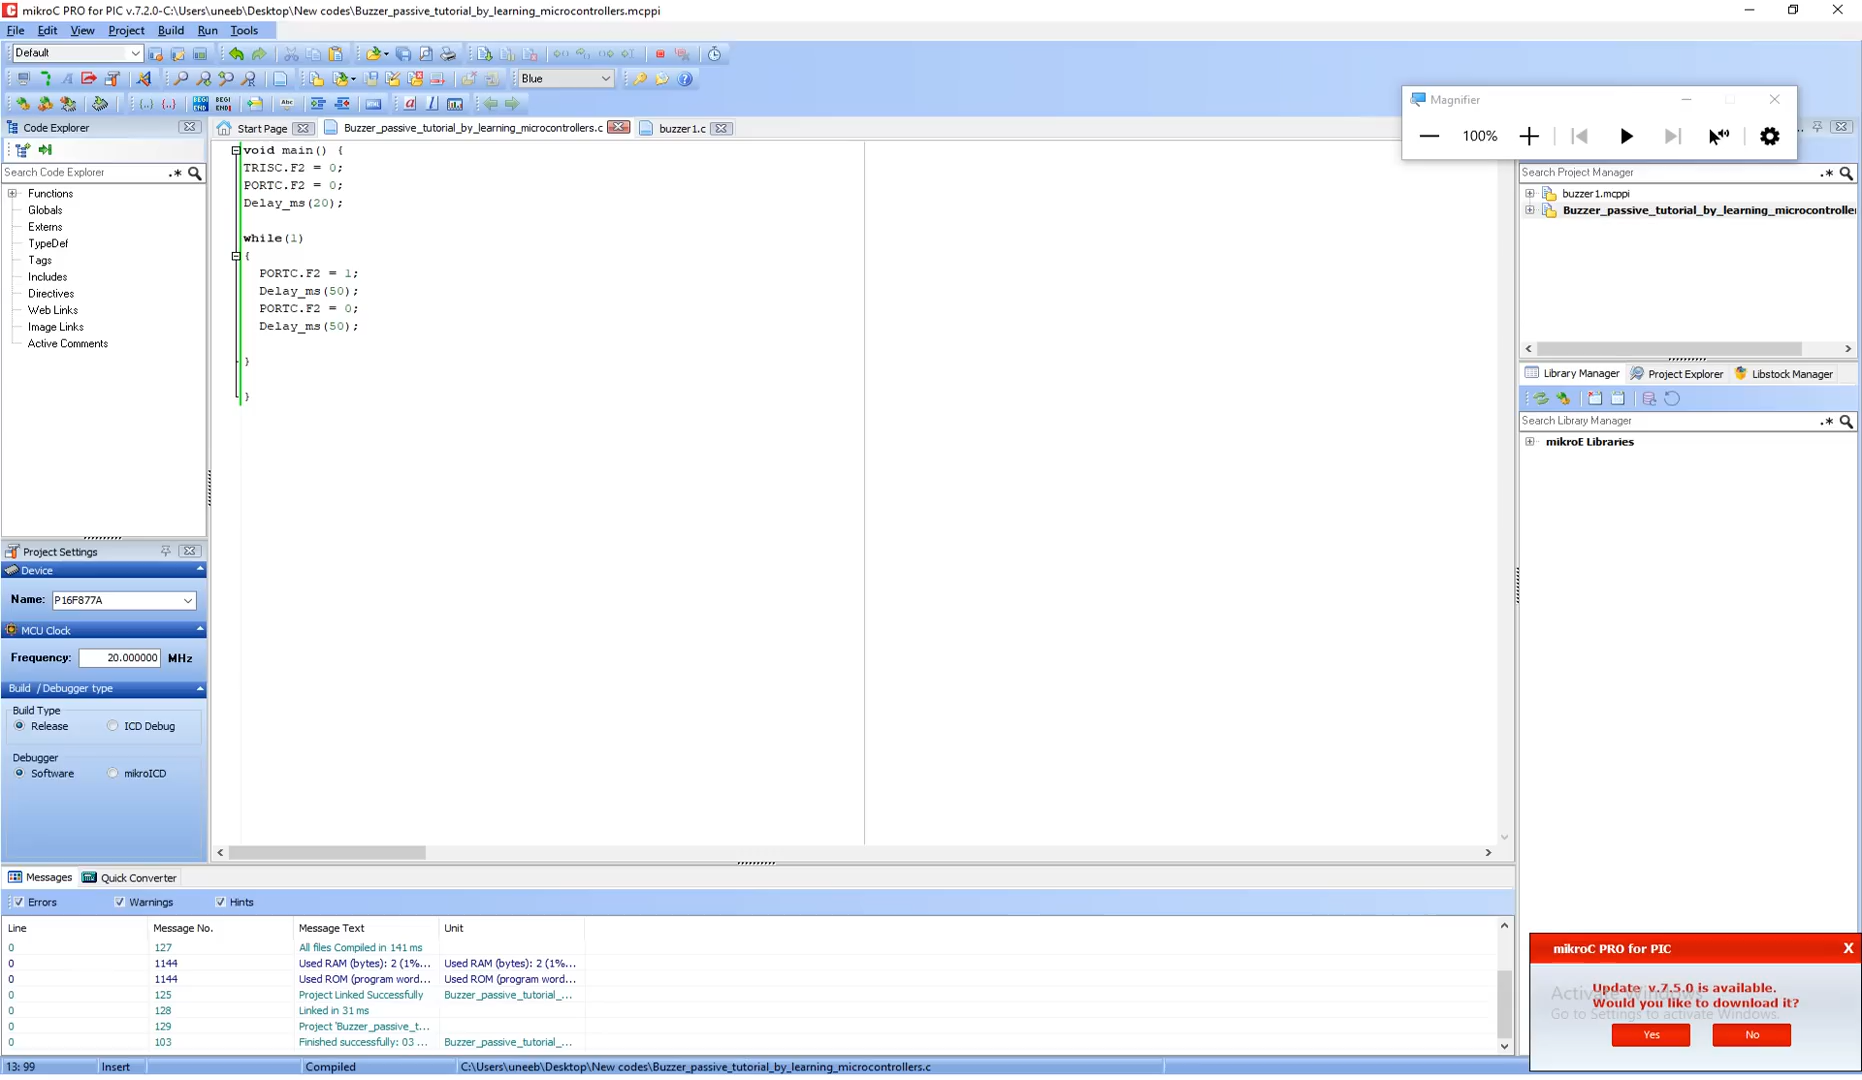 mikroC PRO for PIC v.7.2.0-C:\Users\uneeb\Desktop\New codes\Buzzer_passive_tutorial_by_learning_microcontrollers.mcppi
File Edit View Project Build Run Tools
Default
Blue
Magnifier
100%
Code Explorer
Start Page
Buzzer_passive_tutorial_by_learning_microcontrollers.c
buzzer1.c
Search Code Explorer
Functions
Globals
Externs
TypeDef
Tags
Includes
Directives
Web Links
Image Links
Active Comments
void main() {
TRISC.F2 = 0;
PORTC.F2 = 0;
Delay_ms(20);
while(1)
{
PORTC.F2 = 1;
Delay_ms(50);
PORTC.F2 = 0;
Delay_ms(50);
}
}
Search Project Manager
buzzer1.mcppi
Buzzer_passive_tutorial_by_learning_microcontroller
Library Manager Project Explorer Libstock Manager
Search Library Manager
mikroE Libraries
Project Settings
Device
Name: P16F877A
MCU Clock
Frequency: 20.000000 MHz
Build / Debugger type
Build Type
Release ICD Debug
Debugger
Software mikroICD
Messages Quick Converter
Errors Warnings Hints
Line Message No. Message Text Unit
0 127 All files Compiled in 141 ms
0 1144 Used RAM (bytes): 2 (1%... Used RAM (bytes): 2 (1%...
0 1144 Used ROM (program word... Used ROM (program word...
0 125 Project Linked Successfully Buzzer_passive_tutorial_...
0 128 Linked in 31 ms
0 129 Project 'Buzzer_passive_t...
0 103 Finished successfully: 03 ... Buzzer_passive_tutorial_...
mikroC PRO for PIC X
Update v.7.5.0 is available.
Would you like to download it?
Activate Windows
Go to Settings to activate Windows.
Yes No
13: 99 Insert Compiled C:\Users\uneeb\Desktop\New codes\Buzzer_passive_tutorial_by_learning_microcontrollers.c